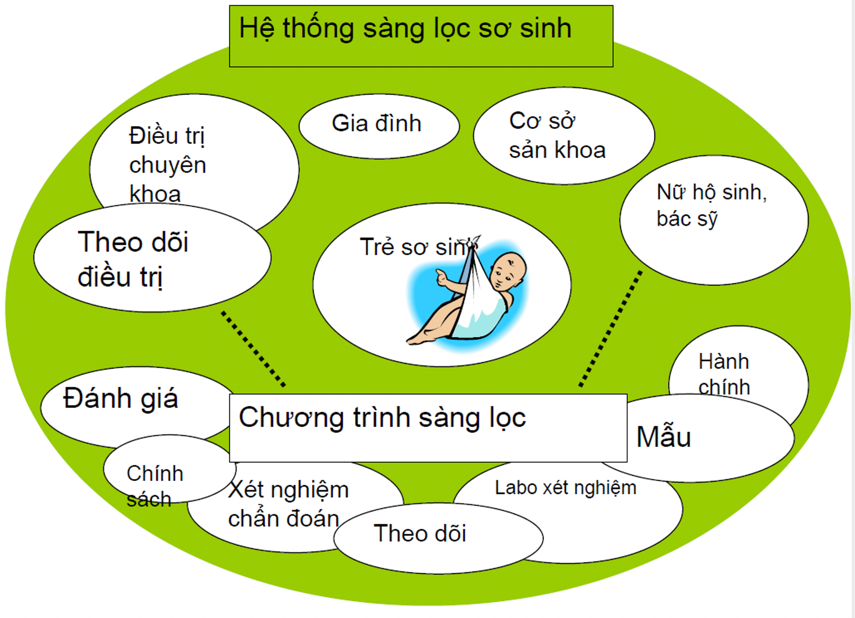 Hệ thống sàng lọc sơ sinh
Điều trị
chuyên
khoa
Gia đình
Cơ sở
sản khoa
Nữ hộ sinh,
bác sỹ
Theo dõi
điều trị
Trẻ sơ sinh
Hành
chính
Đánh giá
Chương trình sàng lọc
Mẫu
Chính
sách
Xét nghiệm
chẩn đoán
Labo xét nghiệm
Theo dõi